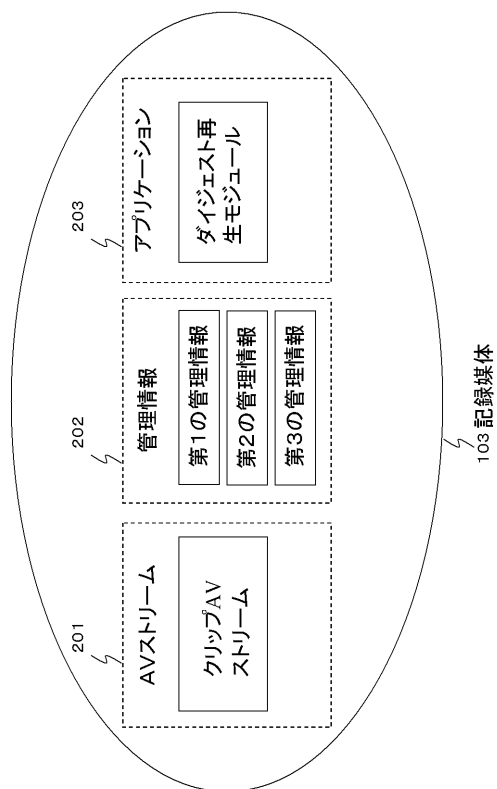 201
AVストリーム
クリップAV
ストリーム
202
管理情報
第1の管理情報
第2の管理情報
第3の管理情報
203
アプリケーション
ダイジェスト再
生モジュール
103 記録媒体